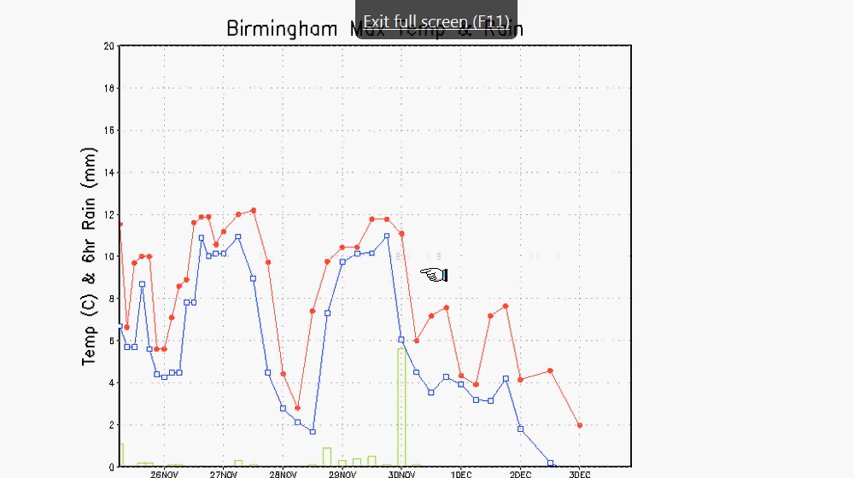 Birmingham Max Temp & Rain
Exit full screen (F11)
Temp (C) & 6hr Rain (mm)
20
18
16
14
12
10
8
6
4
2
0
26NOV 27NOV 28NOV 29NOV 30NOV 1DEC 2DEC 3DEC